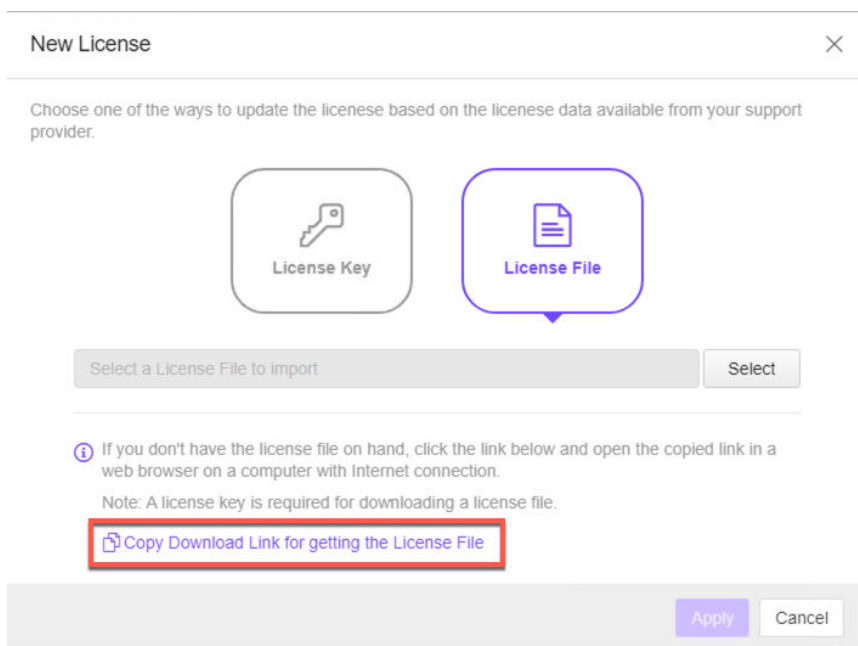 New License
Choose one of the ways to update the licenese based on the licenese data available from your support
provider.
License Key
License File
Select a License File to import
Select
If you don't have the license file on hand, click the link below and open the copied link in a
web browser on a computer with Internet connection.
Note: A license key is required for downloading a license file.
Copy Download Link for getting the License File
Apply
Cancel